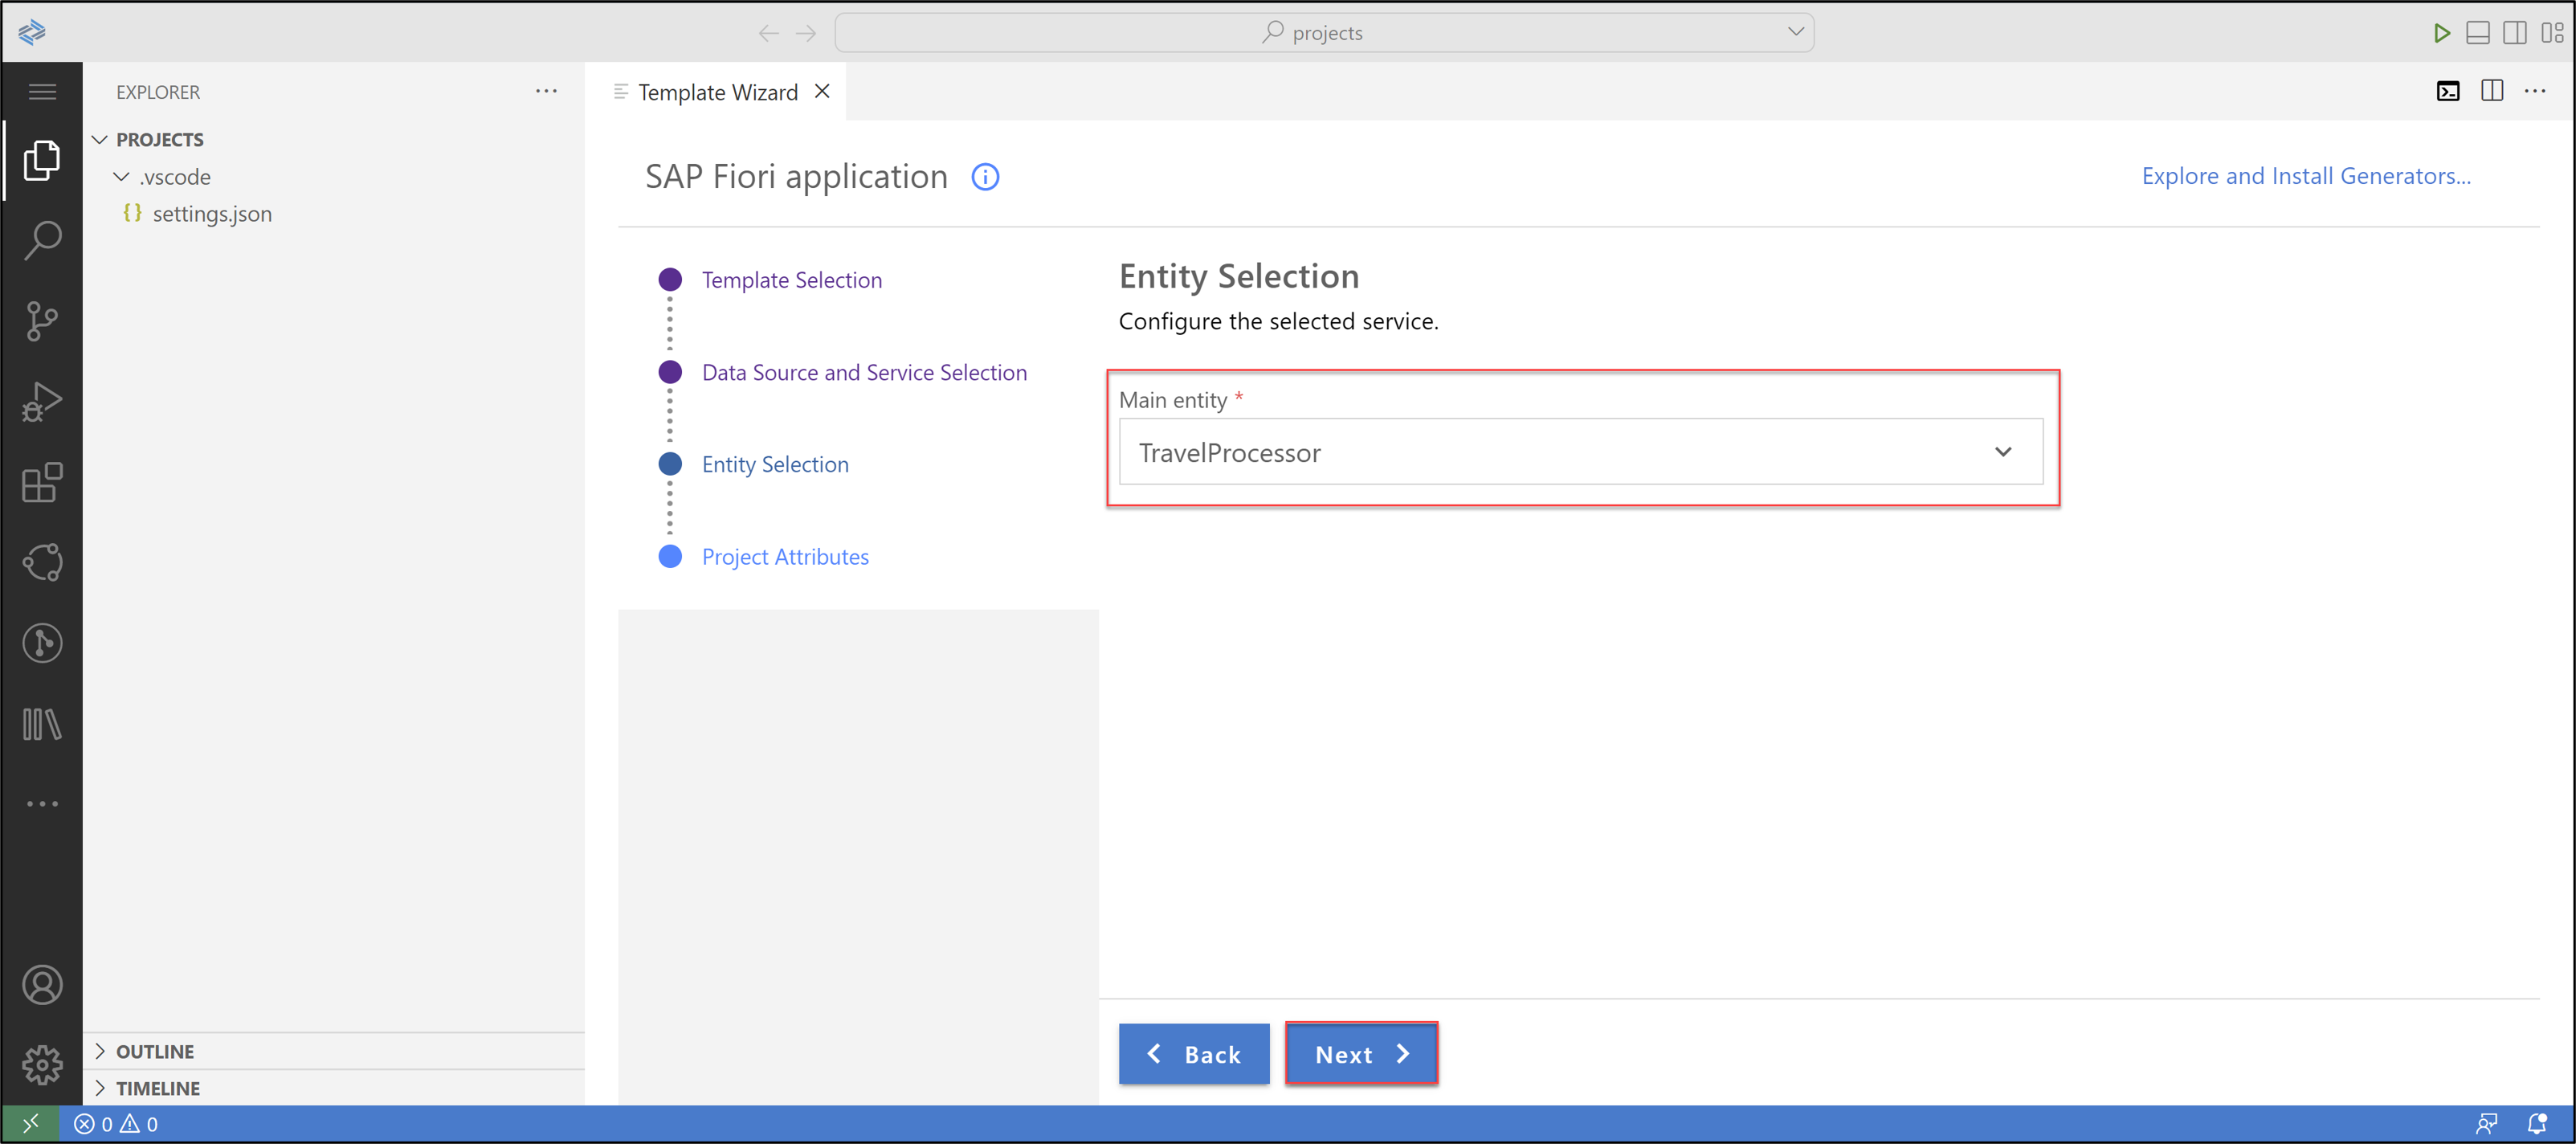 projects
EXPLORER
Template Wizard
PROJECTS
.vscode
{} settings.json
SAP Fiori application
Explore and Install Generators...
Template Selection
Data Source and Service Selection
Entity Selection
Project Attributes
Entity Selection
Configure the selected service.
Main entity *
TravelProcessor
Back
Next
OUTLINE
TIMELINE
0 0